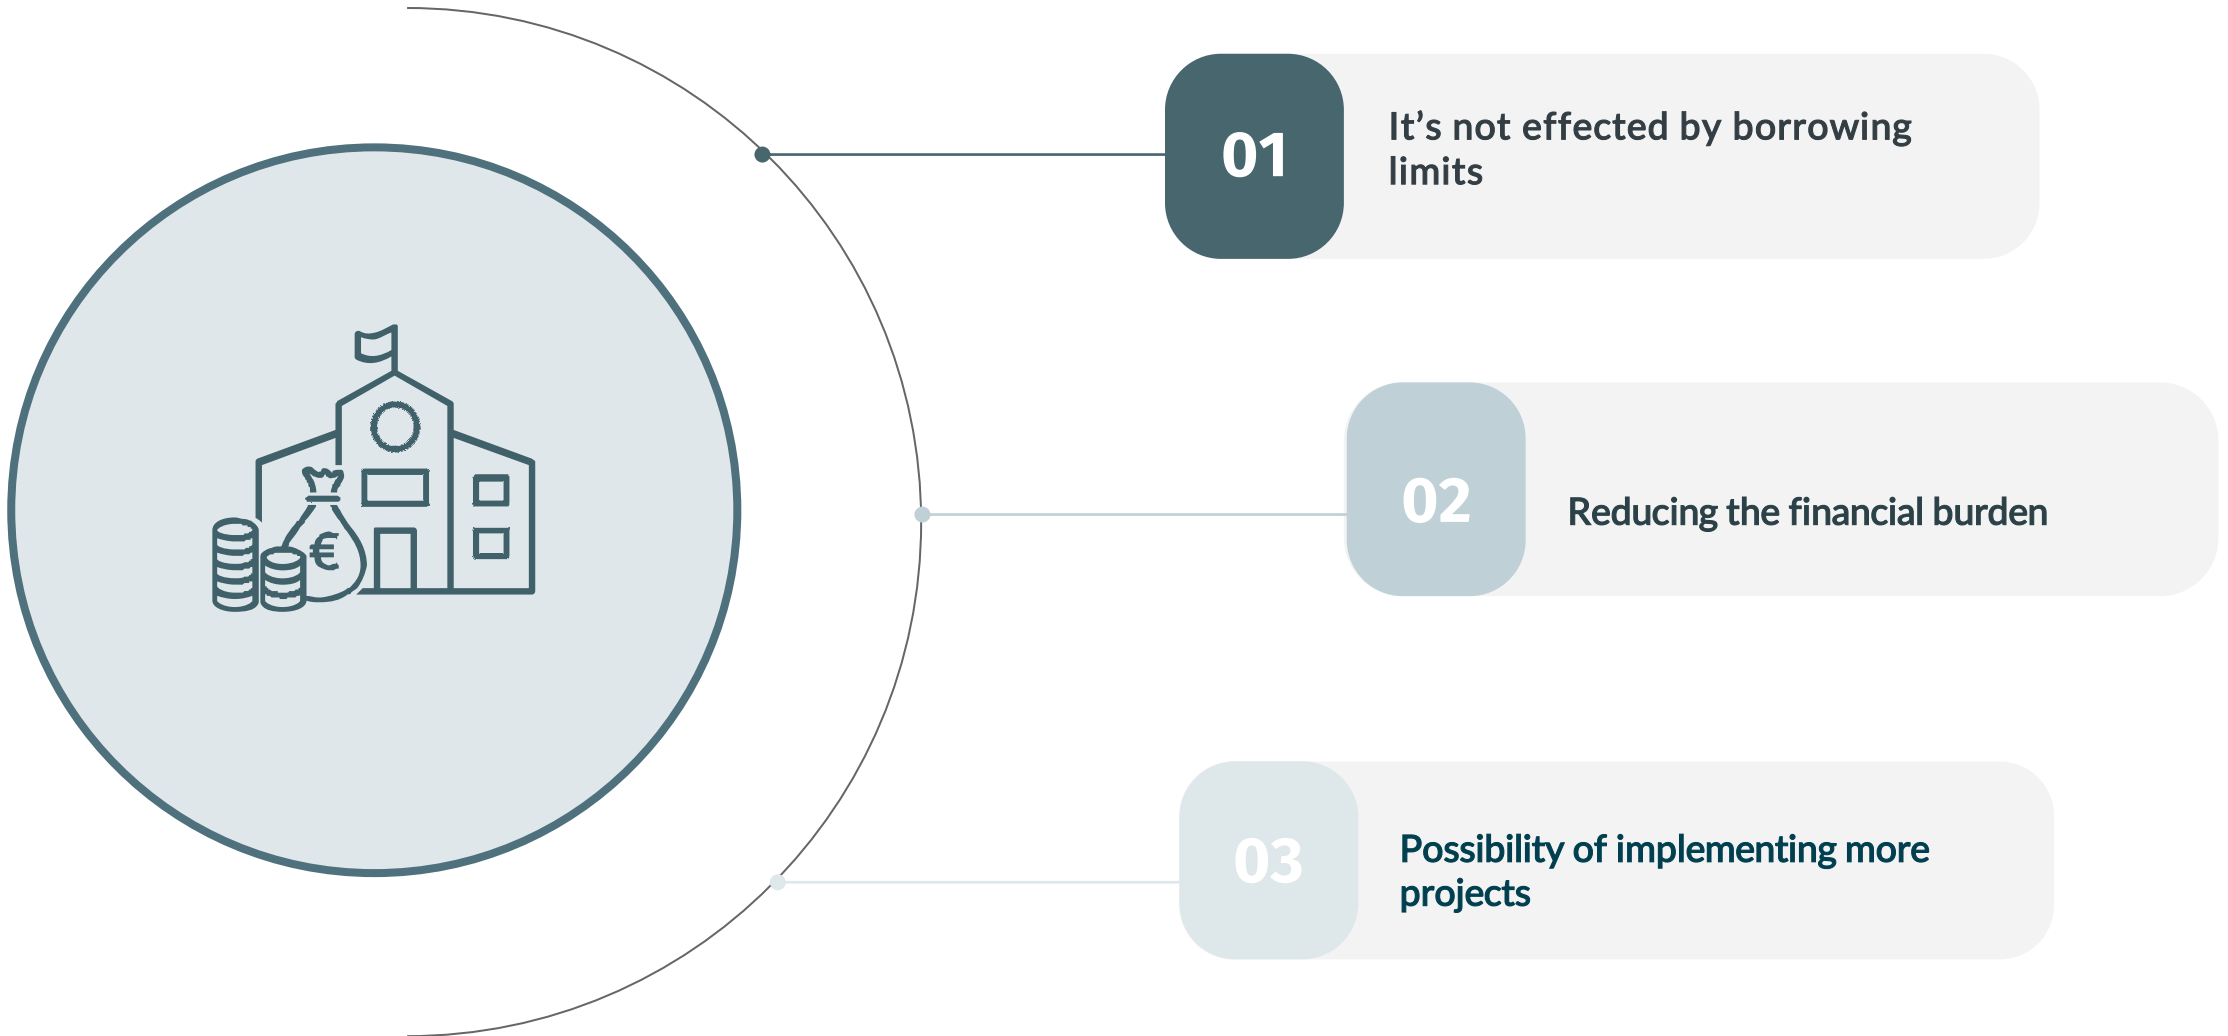 01
It’s not effected by borrowing
limits
02
Reducing the financial burden
€
03
Possibility of implementing more
projects